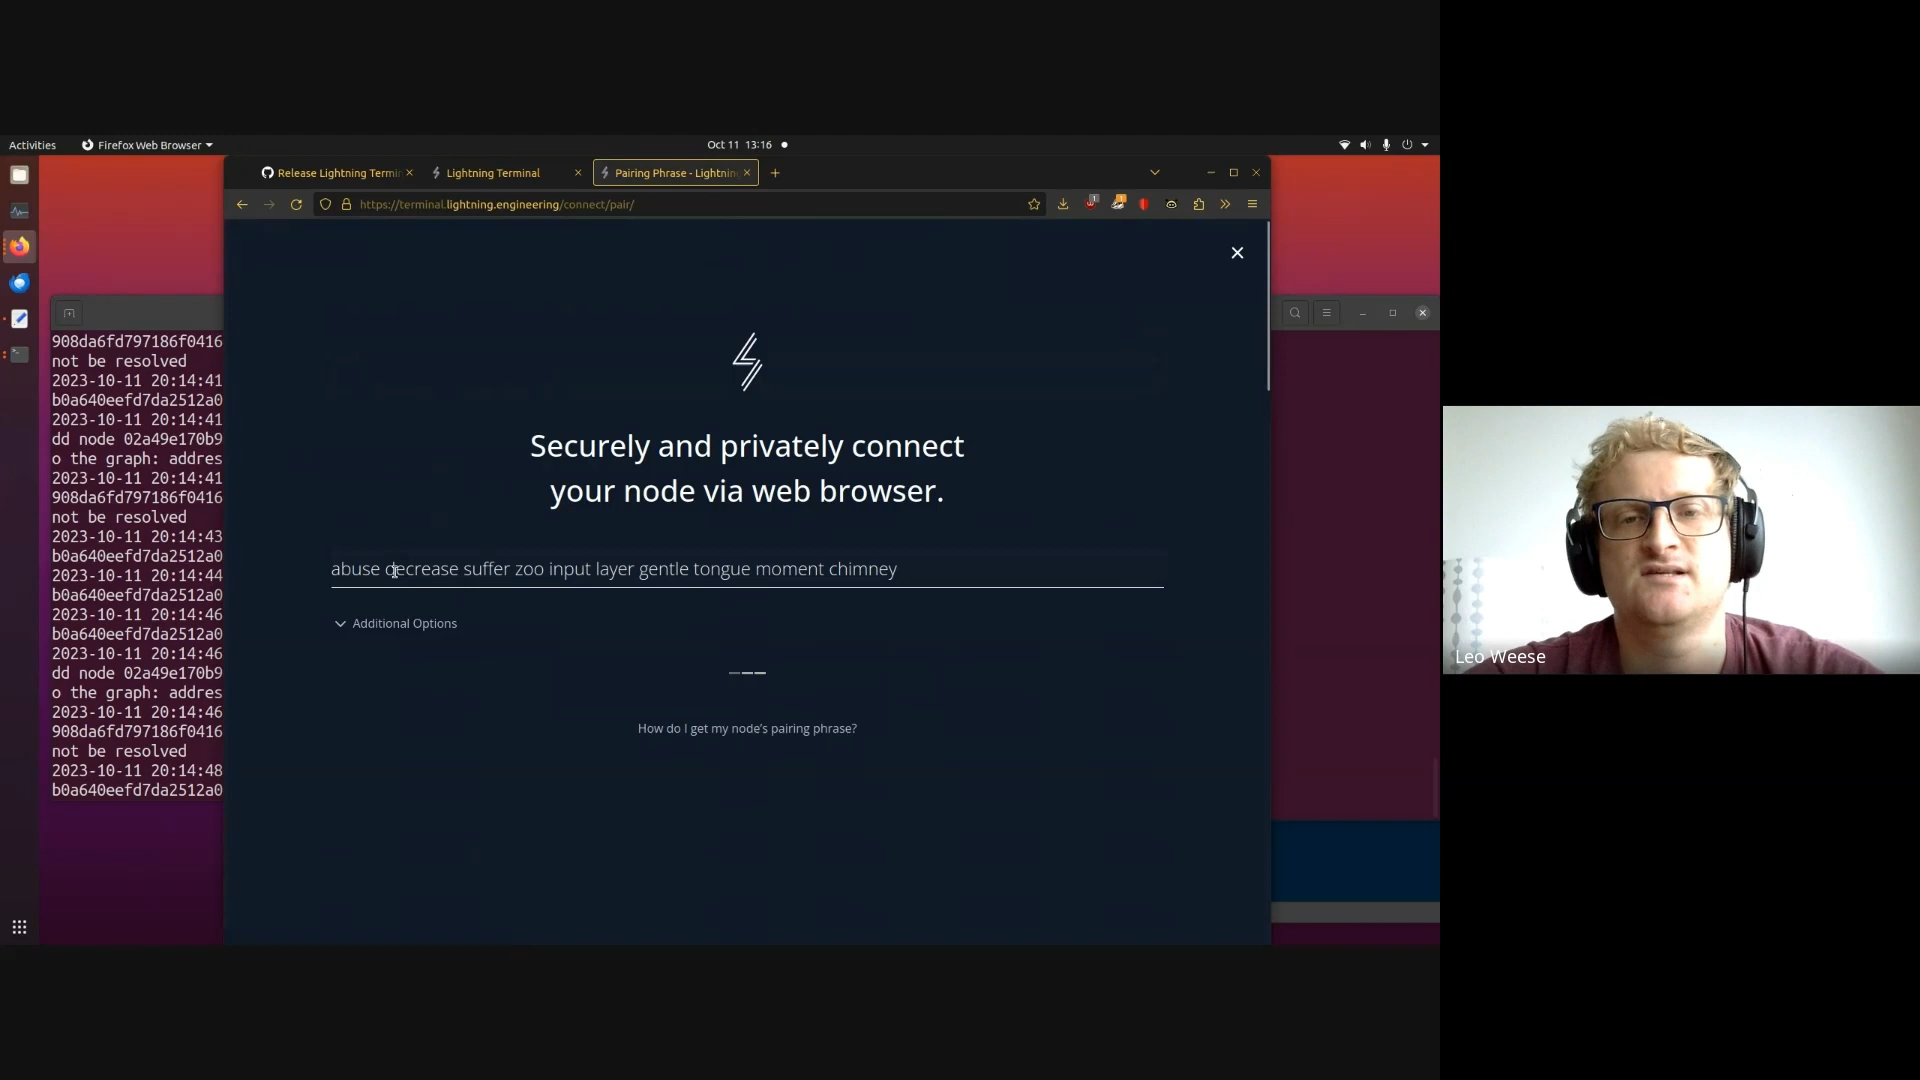 Activities
Firefox Web Browser
Oct 11 13:16
Release Lightning Termin
Lightning Terminal
Pairing Phrase - Lightnin
https://terminal.lightning.engineering/connect/pair/
Securely and privately connect
your node via web browser.
abuse decrease suffer zoo input layer gentle tongue moment chimney
Additional Options
How do I get my node's pairing phrase?
908da6fd797186f0416
not be resolved
2023-10-11 20:14:41
b0a640eefd7da2512a0
2023-10-11 20:14:41
dd node 02a49e170b9
o the graph: addres
2023-10-11 20:14:41
908da6fd797186f0416
not be resolved
2023-10-11 20:14:43
b0a640eefd7da2512a0
2023-10-11 20:14:44
b0a640eefd7da2512a0
2023-10-11 20:14:46
b0a640eefd7da2512a0
2023-10-11 20:14:46
dd node 02a49e170b9
o the graph: addres
2023-10-11 20:14:46
908da6fd797186f0416
not be resolved
2023-10-11 20:14:48
b0a640eefd7da2512a0
Leo Weese